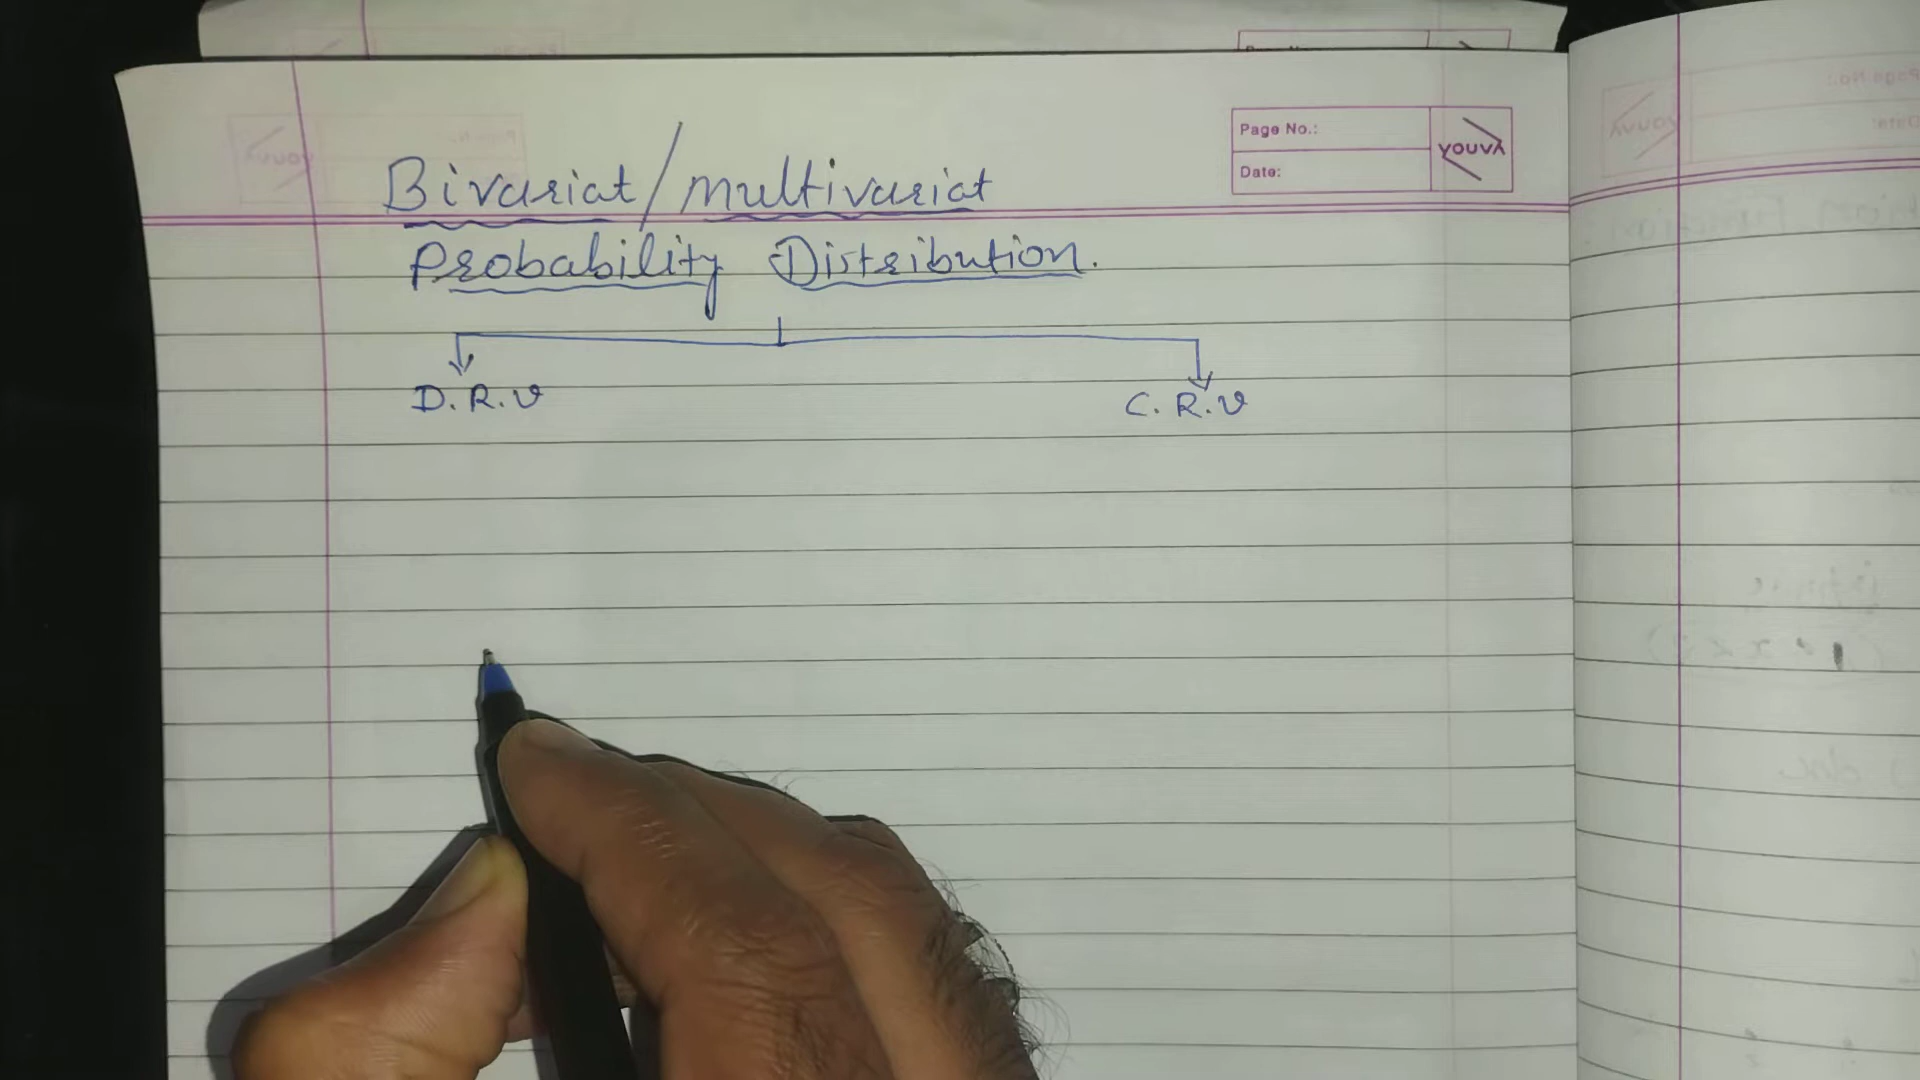 Bivariat/multivariat
Probability Distribution.
D.R.v
C.R.v
Page No.:
Date:
youva